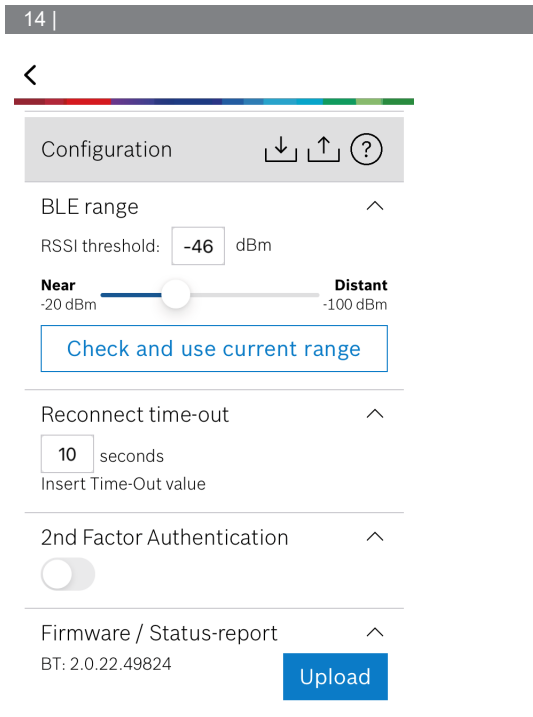 14 |
Configuration ?
BLE range
RSSI threshold: -46 dBm
Near Distant
-20 dBm -100 dBm
Check and use current range
Reconnect time-out
10 seconds
Insert Time-Out value
2nd Factor Authentication
Firmware / Status-report
BT: 2.0.22.49824
Upload